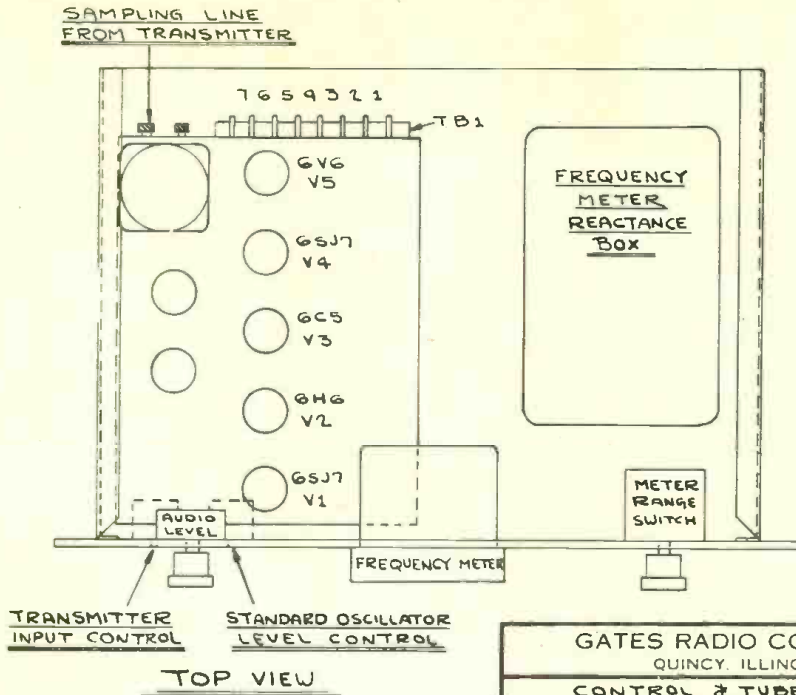 SAMPLING LINE
FROM TRANSMITTER
7 6 5 4 3 2 1
TB1
6V6
V5
6SJ7
V4
6C5
V3
6H6
V2
6SJ7
V1
FREQUENCY
METER
REACTANCE
BOX
AUDIO
LEVEL
METER
RANGE
SWITCH
FREQUENCY METER
TRANSMITTER
INPUT CONTROL
STANDARD OSCILLATOR
LEVEL CONTROL
TOP VIEW
GATES RADIO CO
QUINCY, ILLINO
CONTROL & TUBE